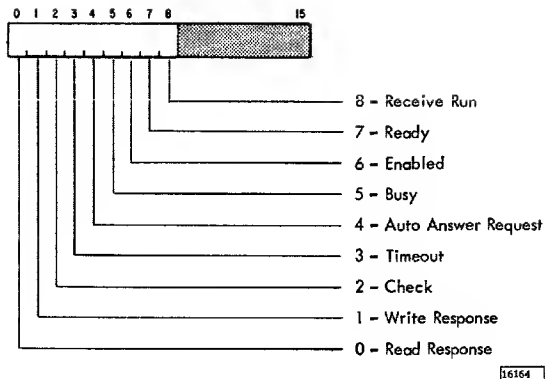 0 1 2 3 4 5 6 7 8 15
8 - Receive Run
7 - Ready
6 - Enabled
5 - Busy
4 - Auto Answer Request
3 - Timeout
2 - Check
1 - Write Response
0 - Read Response
16164